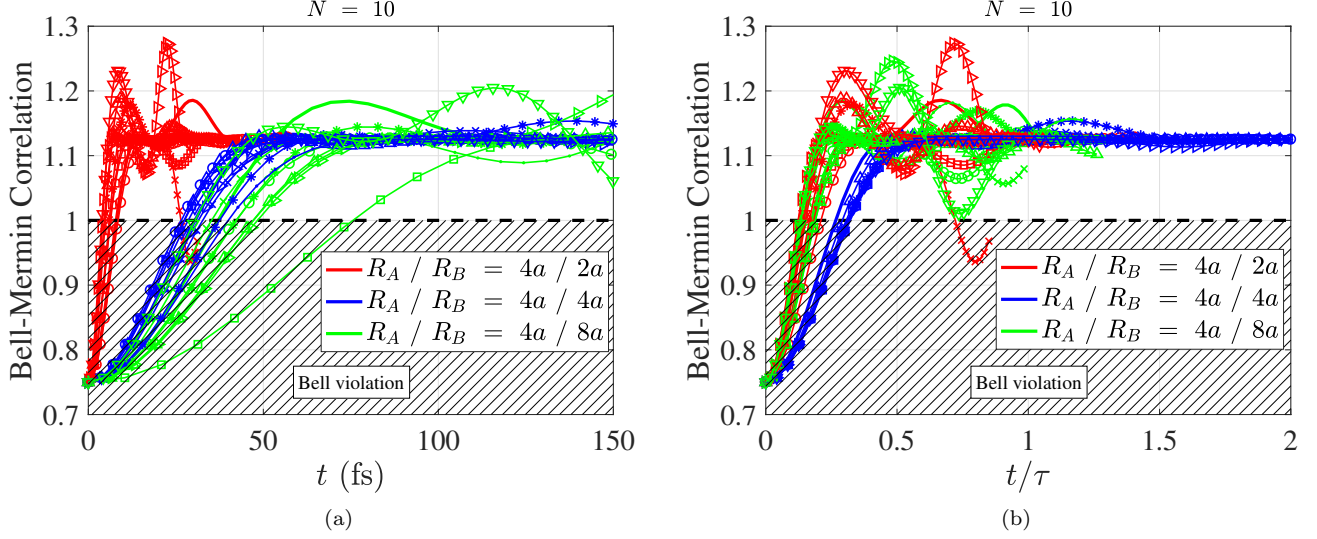 N = 10
Bell-Mermin Correlation
1.3
1.2
1.1
1
0.9
0.8
0.7
R_A / R_B = 4a / 2a
R_A / R_B = 4a / 4a
R_A / R_B = 4a / 8a
Bell violation
0 50 100 150
t (fs)
(a)
N = 10
Bell-Mermin Correlation
1.3
1.2
1.1
1
0.9
0.8
0.7
R_A / R_B = 4a / 2a
R_A / R_B = 4a / 4a
R_A / R_B = 4a / 8a
Bell violation
0 0.5 1 1.5 2
t/τ
(b)